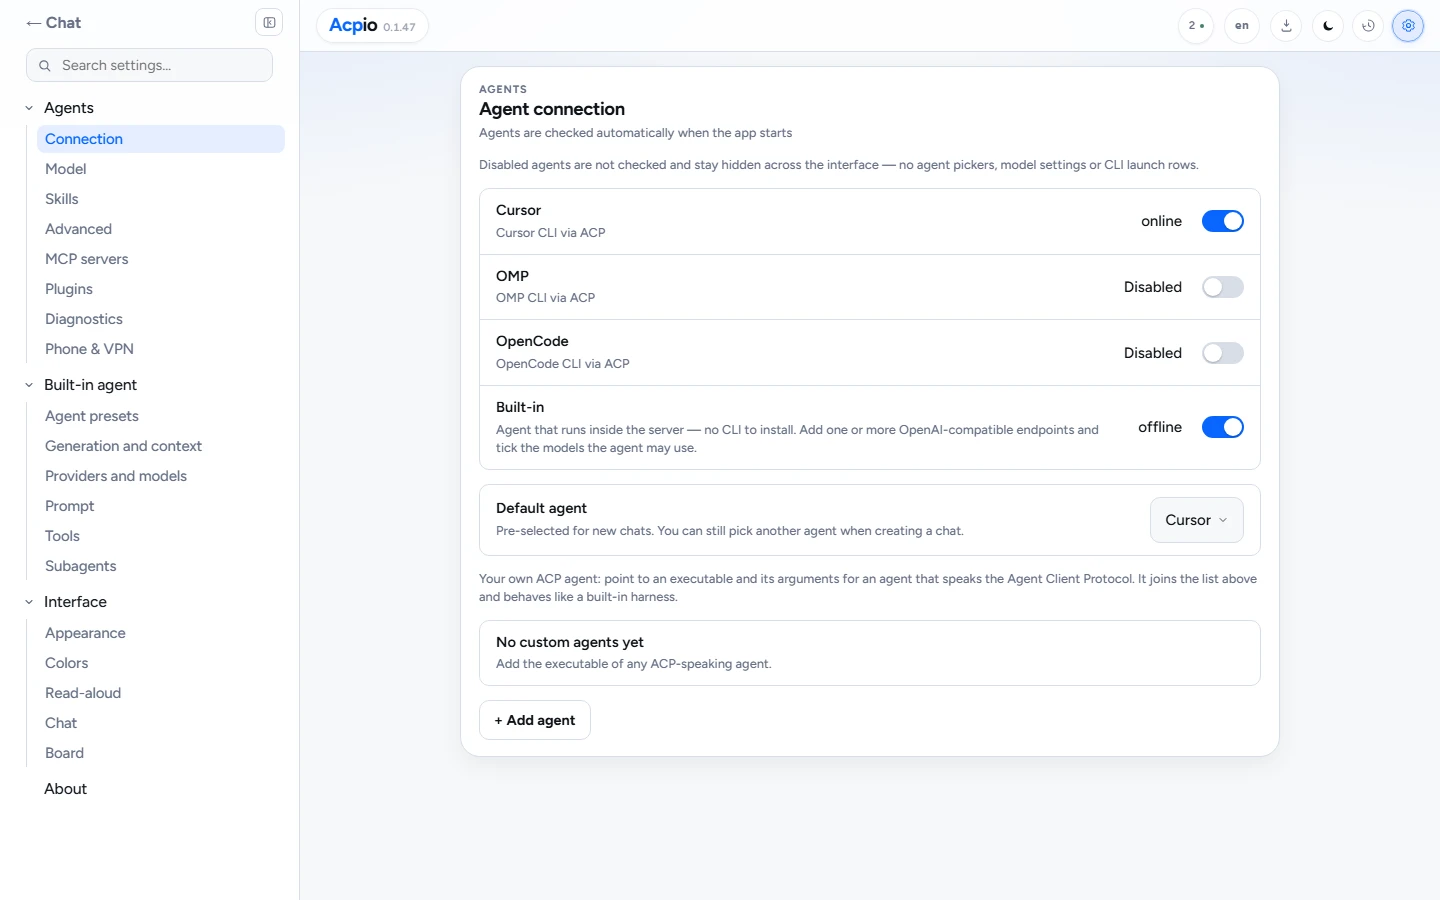 ← Chat
Search settings...
Agents
Connection
Model
Skills
Advanced
MCP servers
Plugins
Diagnostics
Phone & VPN
Built-in agent
Agent presets
Generation and context
Providers and models
Prompt
Tools
Subagents
Interface
Appearance
Colors
Read-aloud
Chat
Board
About
Acpio 0.1.47
2
en
AGENTS
Agent connection
Agents are checked automatically when the app starts
Disabled agents are not checked and stay hidden across the interface — no agent pickers, model settings or CLI launch rows.
Cursor
Cursor CLI via ACP
online
OMP
OMP CLI via ACP
Disabled
OpenCode
OpenCode CLI via ACP
Disabled
Built-in
Agent that runs inside the server — no CLI to install. Add one or more OpenAI-compatible endpoints and
tick the models the agent may use.
offline
Default agent
Pre-selected for new chats. You can still pick another agent when creating a chat.
Cursor
Your own ACP agent: point to an executable and its arguments for an agent that speaks the Agent Client Protocol. It joins the list above
and behaves like a built-in harness.
No custom agents yet
Add the executable of any ACP-speaking agent.
+ Add agent